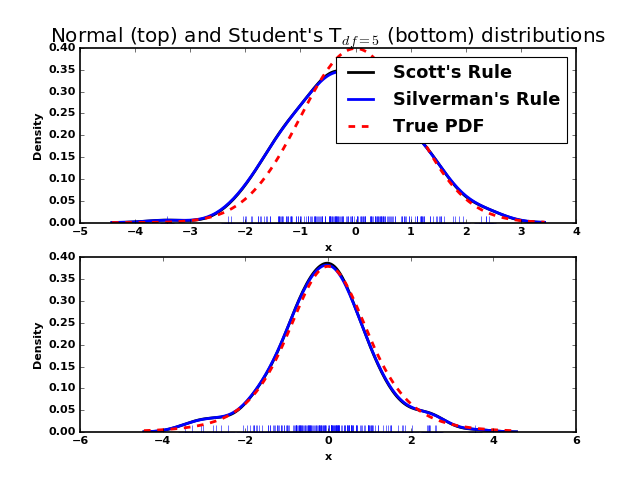 Normal (top) and Student's T_{df=5} (bottom) distributions
0.40
0.35
0.30
0.25
0.20
0.15
0.10
0.05
0.00
Density
Scott's Rule
Silverman's Rule
True PDF
−5 −4 −3 −2 −1 0 1 2 3 4
x
0.40
0.35
0.30
0.25
0.20
0.15
0.10
0.05
0.00
Density
−6 −4 −2 0 2 4 6
x